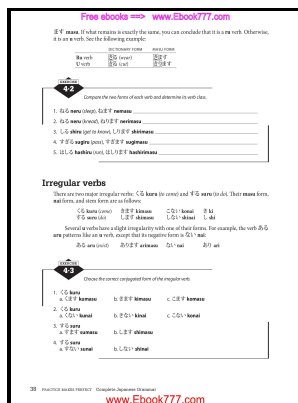 Free ebooks ==> www.Ebook777.com
ます masu. If what remains is exactly the same, you can conclude that it is a ru verb. Otherwise,
it is an u verb. See the following example:
DICTIONARY FORM MASU FORM
Ru verb きる (wear) きます
U verb きる (cut) きります
EXERCISE
4·2
Compare the two forms of each verb and determine its verb class.
1. ねる neru (sleep), ねます nemasu
2. ねる neru (knead), ねります nerimasu
3. しる shiru (get to know), しります shirimasu
4. すぎる sugiru (pass), すぎます sugimasu
5. はしる hashiru (run), はしります hashirimasu
Irregular verbs
There are two major irregular verbs: くる kuru (to come) and する suru (to do). Their masu form,
nai form, and stem form are as follows:
くる kuru (come) きます kimasu こない konai き ki
する suru (do) します shimasu しない shinai し shi
Several u verbs have a slight irregularity with one of their forms. For example, the verb ある
aru patterns like an u verb, except that its negative form is ない nai:
ある aru (exist) あります arimasu ない nai あり ari
EXERCISE
4·3
Choose the correct conjugated form of the irregular verb.
1. くる kuru
a. くます kumasu b. きます kimasu c. こます komasu
2. くる kuru
a. くない kunai b. きない kinai c. こない konai
3. する suru
a. すます sumasu b. します shimasu
4. する suru
a. すない sunai b. しない shinai
38 PRACTICE MAKES PERFECT Complete Japanese Grammar
www.Ebook777.com